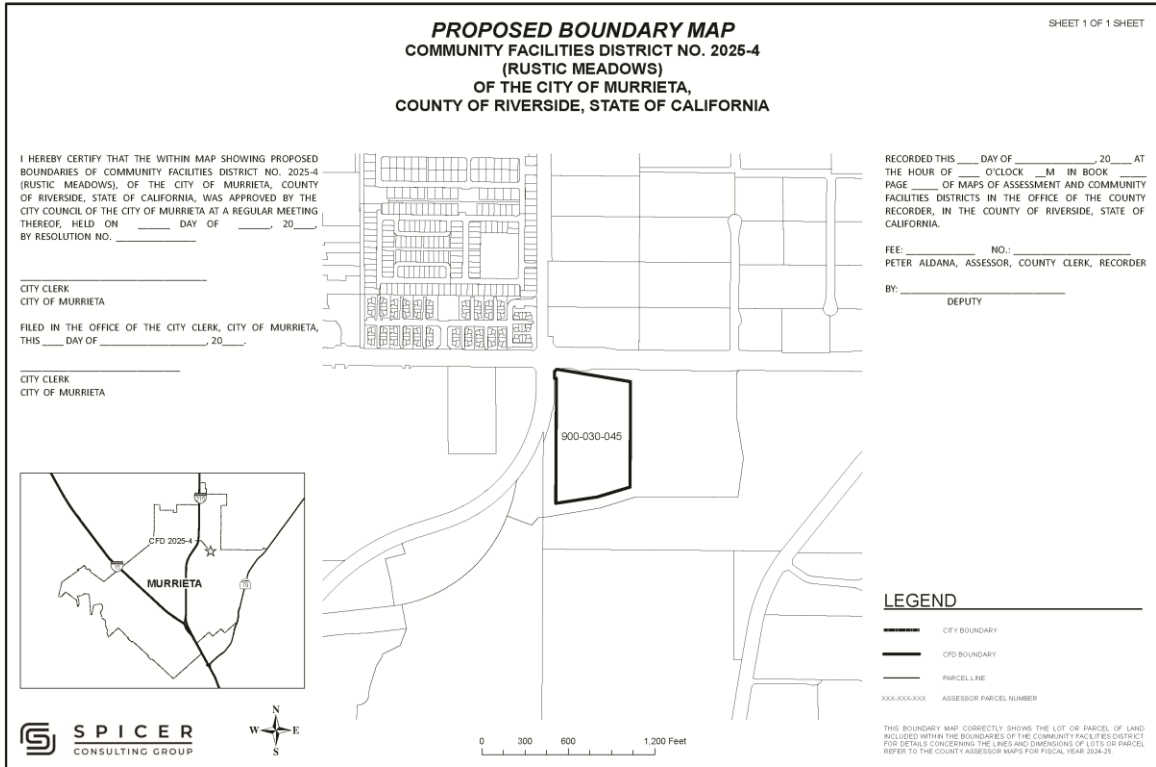 SHEET 1 OF 1 SHEET
PROPOSED BOUNDARY MAP
COMMUNITY FACILITIES DISTRICT NO. 2025-4
(RUSTIC MEADOWS)
OF THE CITY OF MURRIETA,
COUNTY OF RIVERSIDE, STATE OF CALIFORNIA
I HEREBY CERTIFY THAT THE WITHIN MAP SHOWING PROPOSED
BOUNDARIES OF COMMUNITY FACILITIES DISTRICT NO. 2025-4
(RUSTIC MEADOWS), OF THE CITY OF MURRIETA, COUNTY
OF RIVERSIDE, STATE OF CALIFORNIA, WAS APPROVED BY THE
CITY COUNCIL OF THE CITY OF MURRIETA AT A REGULAR MEETING
THEREOF, HELD ON ______ DAY OF ______, 20____,
BY RESOLUTION NO. _______________
CITY CLERK
CITY OF MURRIETA
FILED IN THE OFFICE OF THE CITY CLERK, CITY OF MURRIETA,
THIS ____ DAY OF ____________________, 20____.
CITY CLERK
CITY OF MURRIETA
RECORDED THIS ____ DAY OF _______________, 20____ AT
THE HOUR OF ____ O'CLOCK __M IN BOOK _____
PAGE _____ OF MAPS OF ASSESSMENT AND COMMUNITY
FACILITIES DISTRICTS IN THE OFFICE OF THE COUNTY
RECORDER, IN THE COUNTY OF RIVERSIDE, STATE OF
CALIFORNIA.
FEE: _____________ NO.: ______________________
PETER ALDANA, ASSESSOR, COUNTY CLERK, RECORDER
BY: _______________________________
DEPUTY
900-030-045
215
CFD 2025-4
15
MURRIETA
79
LEGEND
CITY BOUNDARY
CFD BOUNDARY
PARCEL LINE
XXX-XXX-XXX ASSESSOR PARCEL NUMBER
THIS BOUNDARY MAP CORRECTLY SHOWS THE LOT OR PARCEL OF LAND
INCLUDED WITHIN THE BOUNDARIES OF THE COMMUNITY FACILITIES DISTRICT.
FOR DETAILS CONCERNING THE LINES AND DIMENSIONS OF LOTS OR PARCEL
REFER TO THE COUNTY ASSESSOR MAPS FOR FISCAL YEAR 2024-25.
SPICER
CONSULTING GROUP
N
W E
S
0 300 600 1,200 Feet